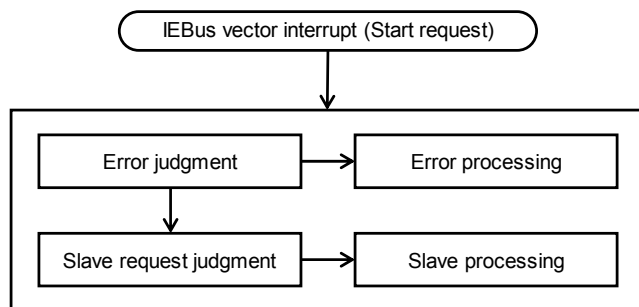 IEBus vector interrupt (Start request)
Error judgment
Error processing
Slave request judgment
Slave processing